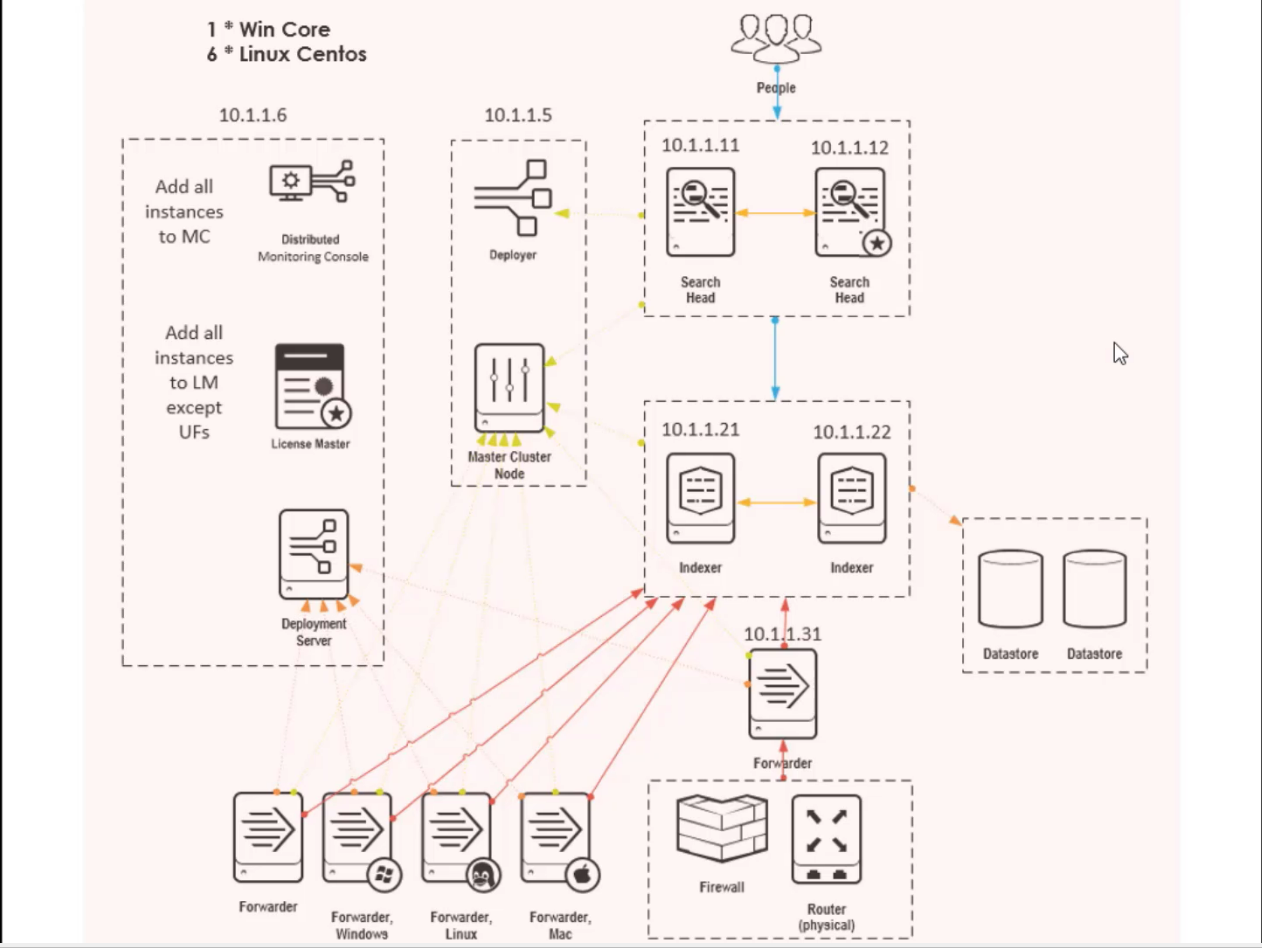 1 * Win Core
6 * Linux Centos
People
10.1.1.6
10.1.1.5
10.1.1.11
10.1.1.12
Add all
instances
to MC
Distributed
Monitoring Console
Deployer
Search
Head
Search
Head
Add all
instances
to LM
except
UFs
License Master
Master Cluster
Node
10.1.1.21
10.1.1.22
Indexer
Indexer
Deployment
Server
10.1.1.31
Datastore
Datastore
Forwarder
Firewall
Router
(physical)
Forwarder
Forwarder,
Windows
Forwarder,
Linux
Forwarder,
Mac